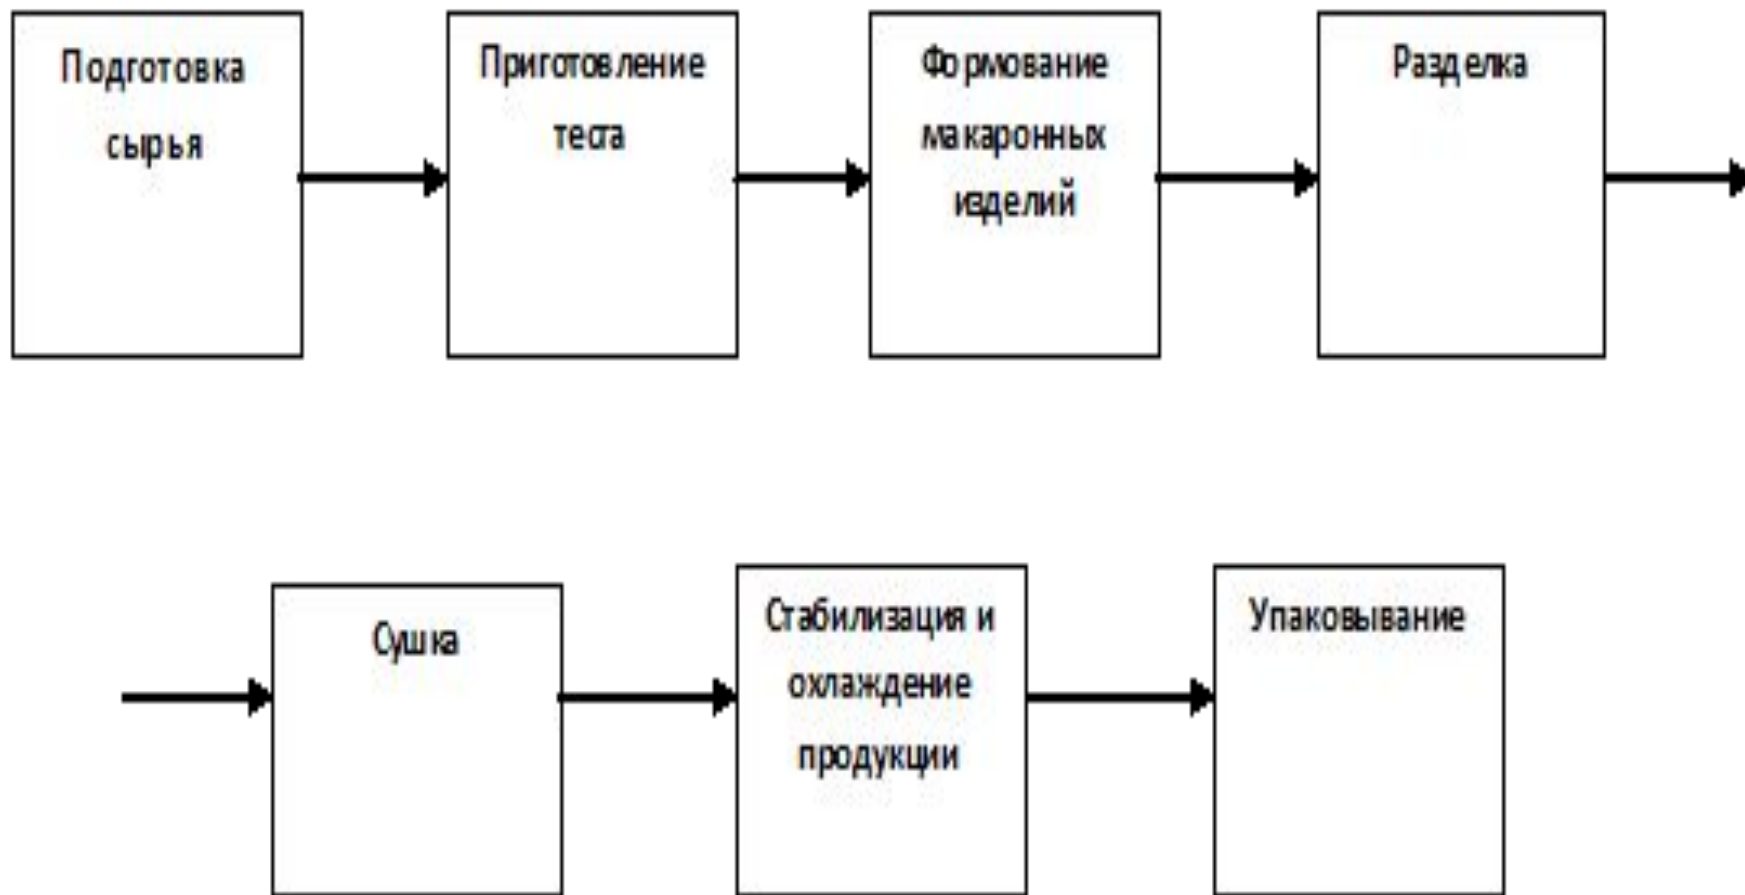 Подготовка
сырья
Приготовление
теста
Формование
макаронных
изделий
Разделка
Сушка
Стабилизация и
охлаждение
продукции
Упаковывание